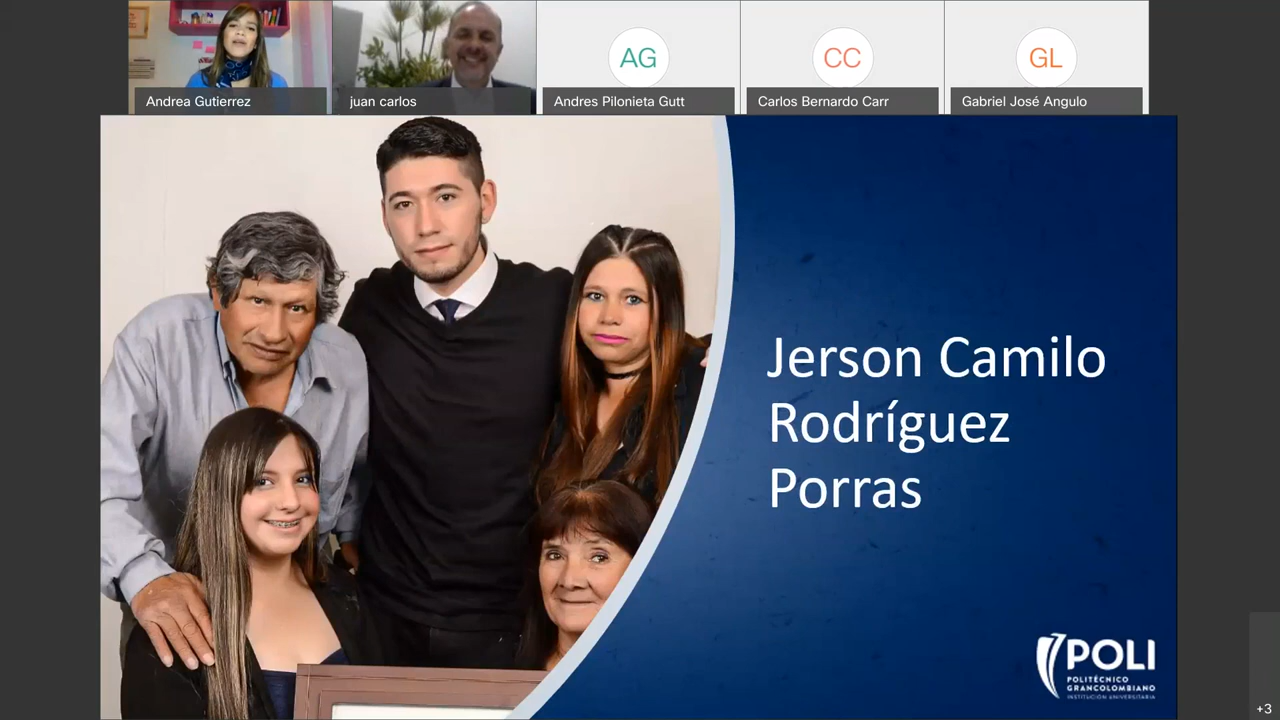 Andrea Gutierrez
juan carlos
AG
Andres Pilonieta Gutt
CC
Carlos Bernardo Carr
GL
Gabriel José Angulo
Jerson Camilo
Rodríguez
Porras
POLI
POLITÉCNICO
GRANCOLOMBIANO
INSTITUCIÓN UNIVERSITARIA
+3